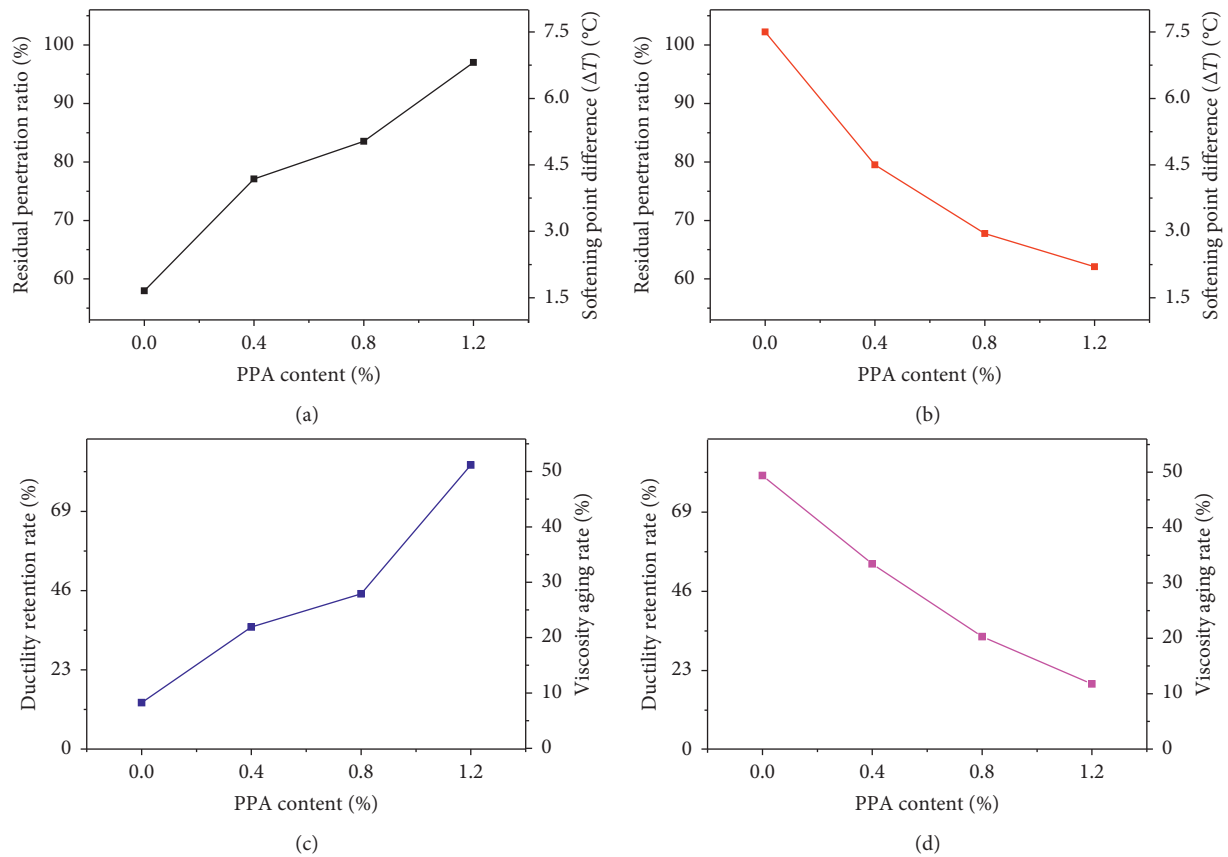 100
90
80
70
60
Residual penetration ratio (%)
7.5
6.0
4.5
3.0
1.5
Softening point difference (ΔT) (°C)
0.0 0.4 0.8 1.2
PPA content (%)
(a)
100
90
80
70
60
Residual penetration ratio (%)
7.5
6.0
4.5
3.0
1.5
Softening point difference (ΔT) (°C)
0.0 0.4 0.8 1.2
PPA content (%)
(b)
69
46
23
0
Ductility retention rate (%)
50
40
30
20
10
0
Viscosity aging rate (%)
0.0 0.4 0.8 1.2
PPA content (%)
(c)
69
46
23
0
Ductility retention rate (%)
50
40
30
20
10
0
Viscosity aging rate (%)
0.0 0.4 0.8 1.2
PPA content (%)
(d)